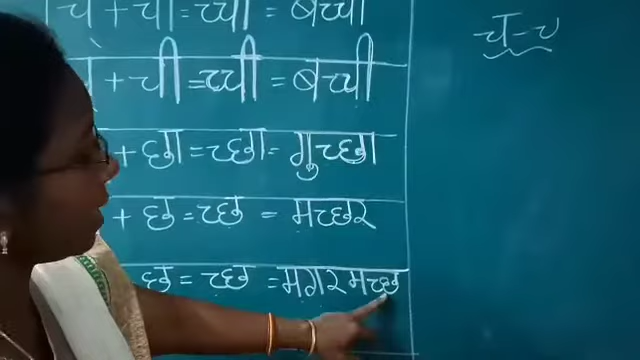 च + ची = च्ची = बच्ची
च - च
+ ची = च्ची = बच्ची
+ छा = च्छा = गुच्छा
+ छ = च्छ = मच्छर
छ = च्छ = मगरमच्छ